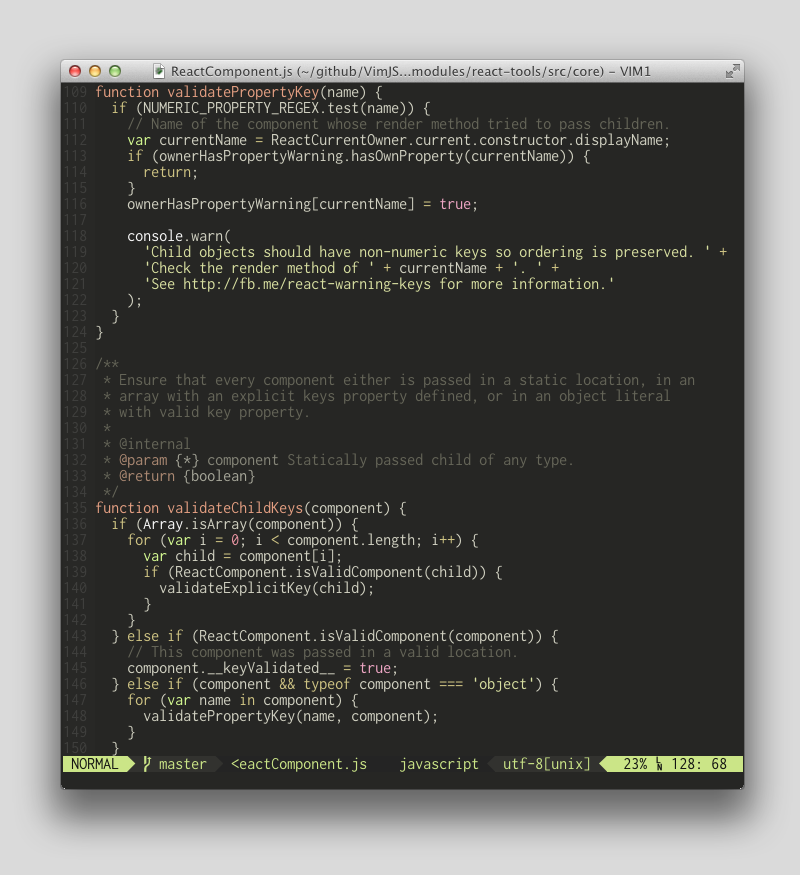 ReactComponent.js (~/github/VimJS...modules/react-tools/src/core) – VIM1
109 function validatePropertyKey(name) {
110   if (NUMERIC_PROPERTY_REGEX.test(name)) {
111     // Name of the component whose render method tried to pass children.
112     var currentName = ReactCurrentOwner.current.constructor.displayName;
113     if (ownerHasPropertyWarning.hasOwnProperty(currentName)) {
114       return;
115     }
116     ownerHasPropertyWarning[currentName] = true;
117
118     console.warn(
119       'Child objects should have non-numeric keys so ordering is preserved. ' +
120       'Check the render method of ' + currentName + '. ' +
121       'See http://fb.me/react-warning-keys for more information.'
122     );
123   }
124 }
125
126 /**
127  * Ensure that every component either is passed in a static location, in an
128  * array with an explicit keys property defined, or in an object literal
129  * with valid key property.
130  *
131  * @internal
132  * @param {*} component Statically passed child of any type.
133  * @return {boolean}
134  */
135 function validateChildKeys(component) {
136   if (Array.isArray(component)) {
137     for (var i = 0; i < component.length; i++) {
138       var child = component[i];
139       if (ReactComponent.isValidComponent(child)) {
140         validateExplicitKey(child);
141       }
142     }
143   } else if (ReactComponent.isValidComponent(component)) {
144     // This component was passed in a valid location.
145     component.__keyValidated__ = true;
146   } else if (component && typeof component === 'object') {
147     for (var name in component) {
148       validatePropertyKey(name, component);
149     }
150   }
NORMAL master <eactComponent.js javascript utf-8[unix] 23% LN 128: 68